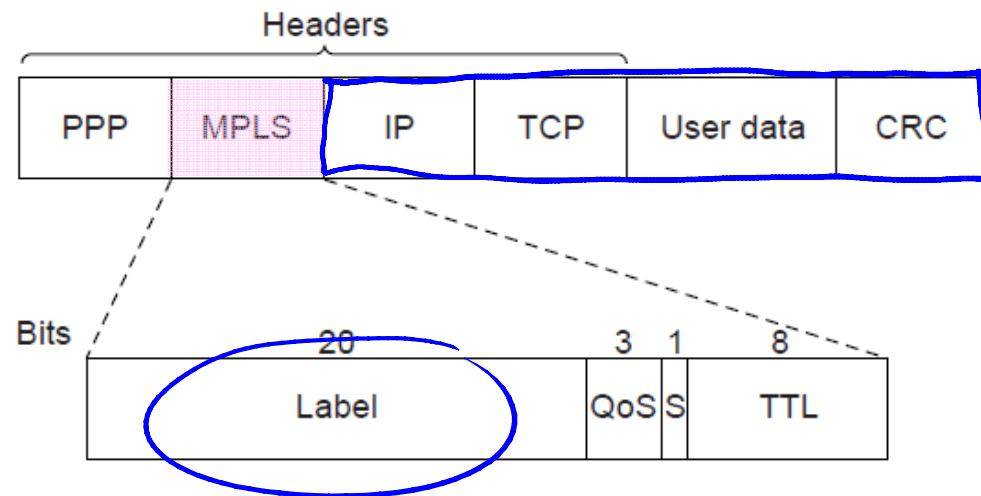 Headers
PPP MPLS IP TCP User data CRC
Bits 20 3 1 8
Label QoS S TTL